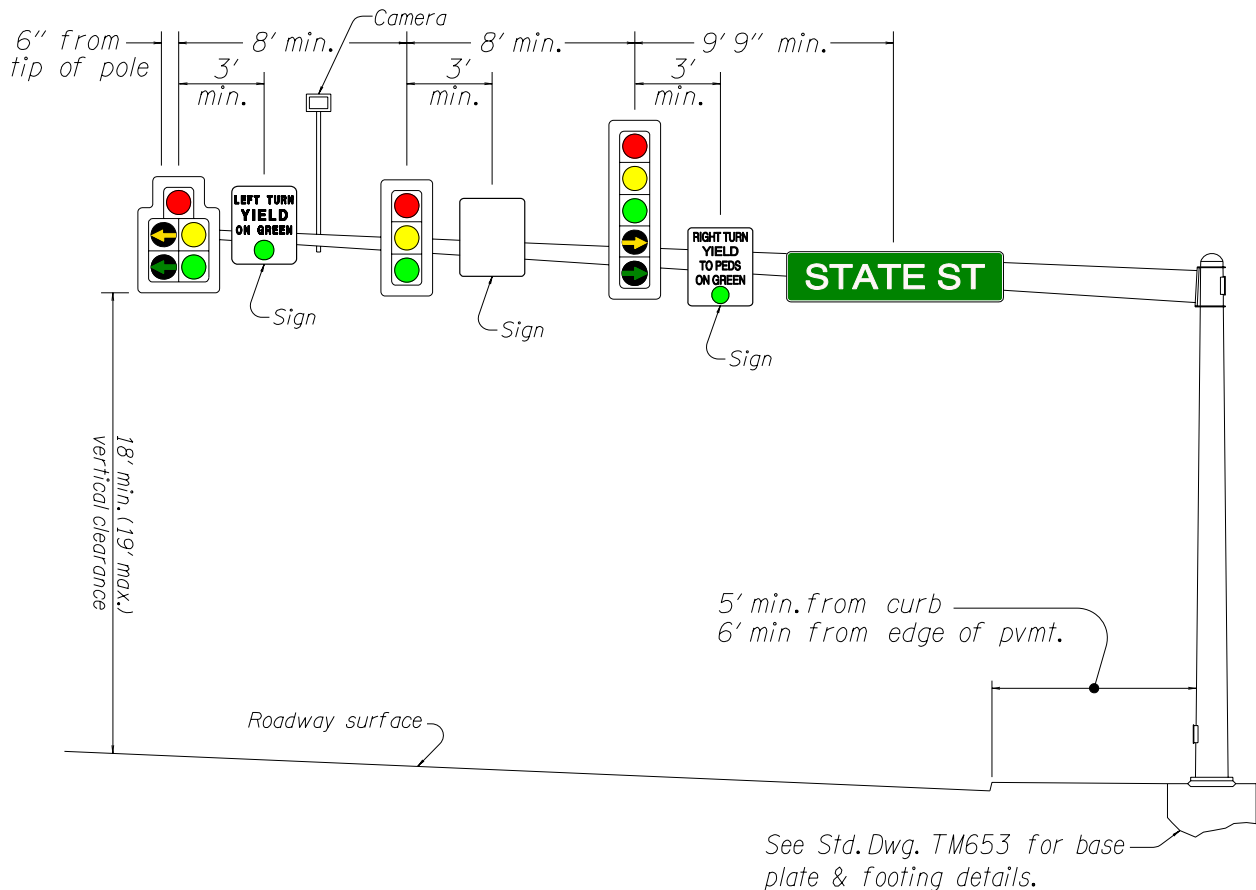 Camera
6" from
tip of pole
8' min.
8' min.
9' 9" min.
3'
min.
3'
min.
3'
min.
LEFT TURN
YIELD
ON GREEN
RIGHT TURN
YIELD
TO PEDS
ON GREEN
STATE ST
Sign
Sign
Sign
18' min. (19' max.)
vertical clearance
5' min. from curb
6' min from edge of pvmt.
Roadway surface
See Std. Dwg. TM653 for base
plate & footing details.